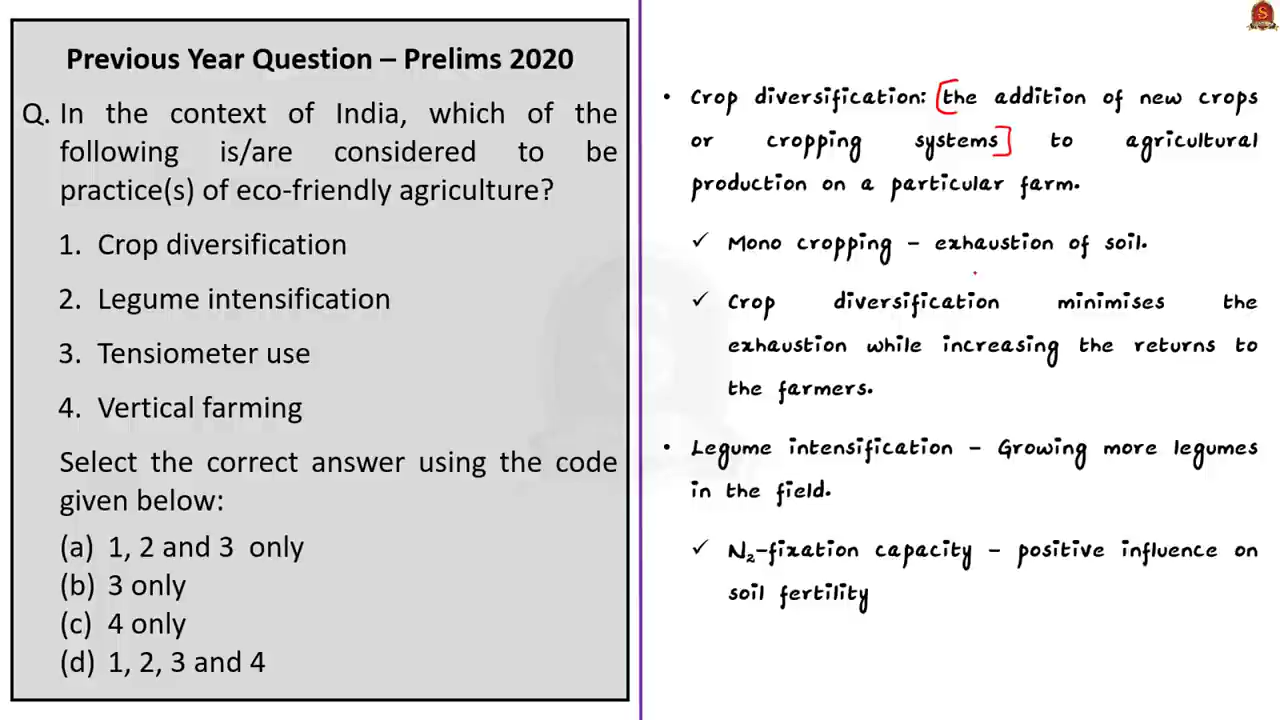 Previous Year Question – Prelims 2020
Q. In the context of India, which of the
following is/are considered to be
practice(s) of eco-friendly agriculture?
1. Crop diversification
2. Legume intensification
3. Tensiometer use
4. Vertical farming
Select the correct answer using the code
given below:
(a) 1, 2 and 3 only
(b) 3 only
(c) 4 only
(d) 1, 2, 3 and 4
• Crop diversification: [the addition of new crops
or cropping systems] to agricultural
production on a particular farm.
✓ Mono cropping – exhaustion of soil.
✓ Crop diversification minimises the
exhaustion while increasing the returns to
the farmers.
• Legume intensification – Growing more legumes
in the field.
✓ N₂-fixation capacity – positive influence on
soil fertility